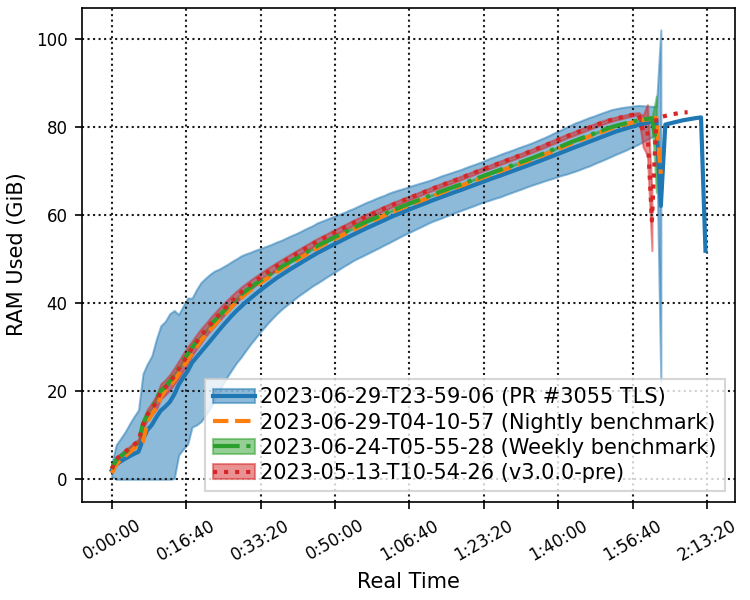 100
80
60
40
20
0
RAM Used (GiB)
2023-06-29-T23-59-06 (PR #3055 TLS)
2023-06-29-T04-10-57 (Nightly benchmark)
2023-06-24-T05-55-28 (Weekly benchmark)
2023-05-13-T10-54-26 (v3.0.0-pre)
0:00:00 0:16:40 0:33:20 0:50:00 1:06:40 1:23:20 1:40:00 1:56:40 2:13:20
Real Time